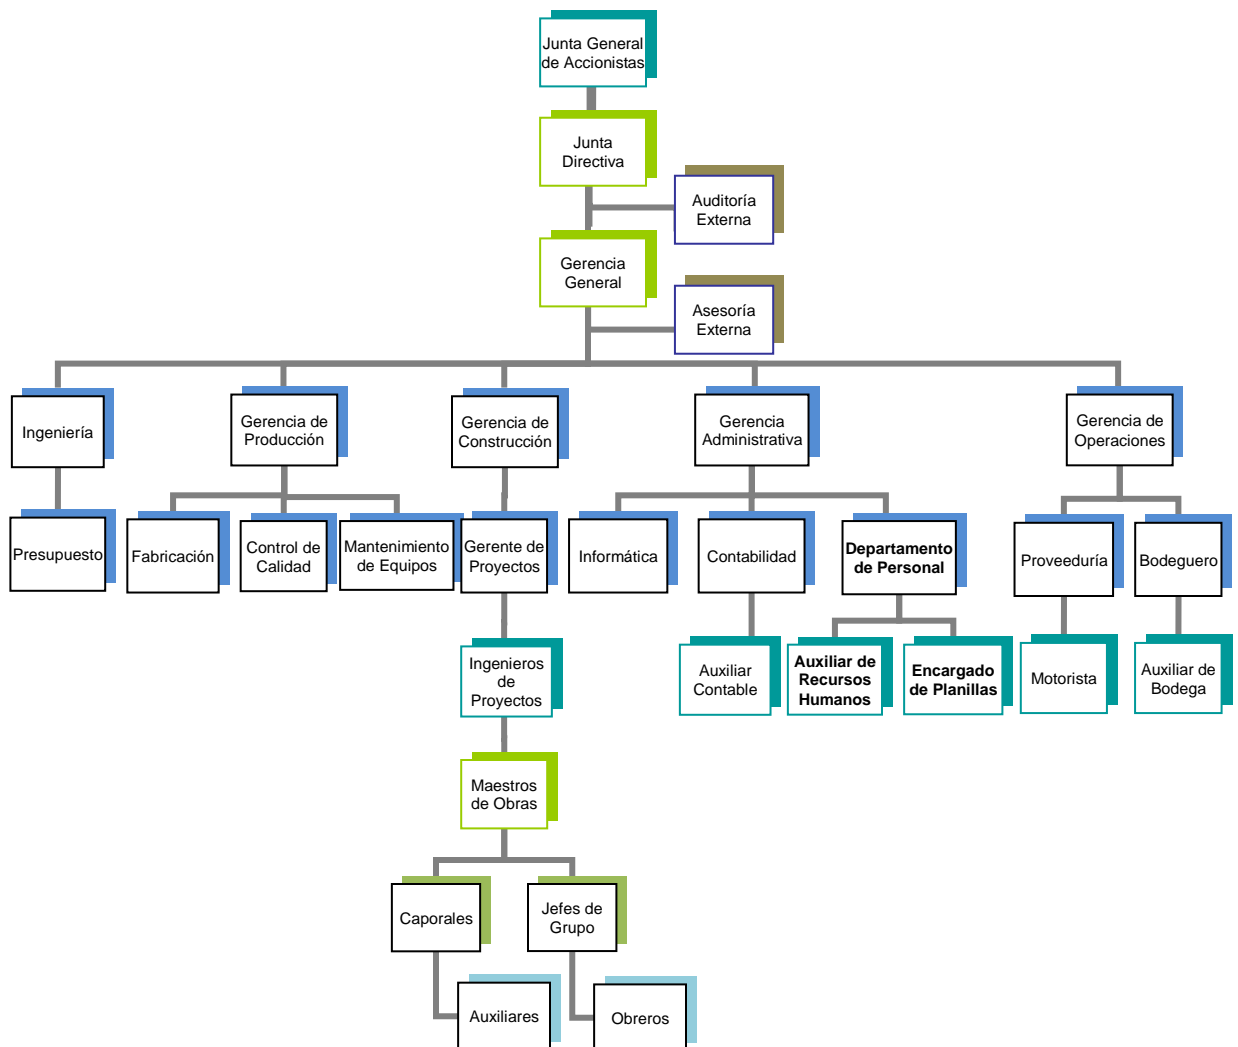 Junta General
de Accionistas
Junta
Directiva
Auditoría
Externa
Gerencia
General
Asesoría
Externa
Ingeniería
Gerencia de
Producción
Gerencia de
Construcción
Gerencia
Administrativa
Gerencia de
Operaciones
Presupuesto
Fabricación
Control de
Calidad
Mantenimiento
de Equipos
Gerente de
Proyectos
Informática
Contabilidad
Departamento
de Personal
Proveeduría
Bodeguero
Ingenieros
de
Proyectos
Auxiliar
Contable
Auxiliar de
Recursos
Humanos
Encargado
de Planillas
Motorista
Auxiliar de
Bodega
Maestros
de Obras
Caporales
Jefes de
Grupo
Auxiliares
Obreros